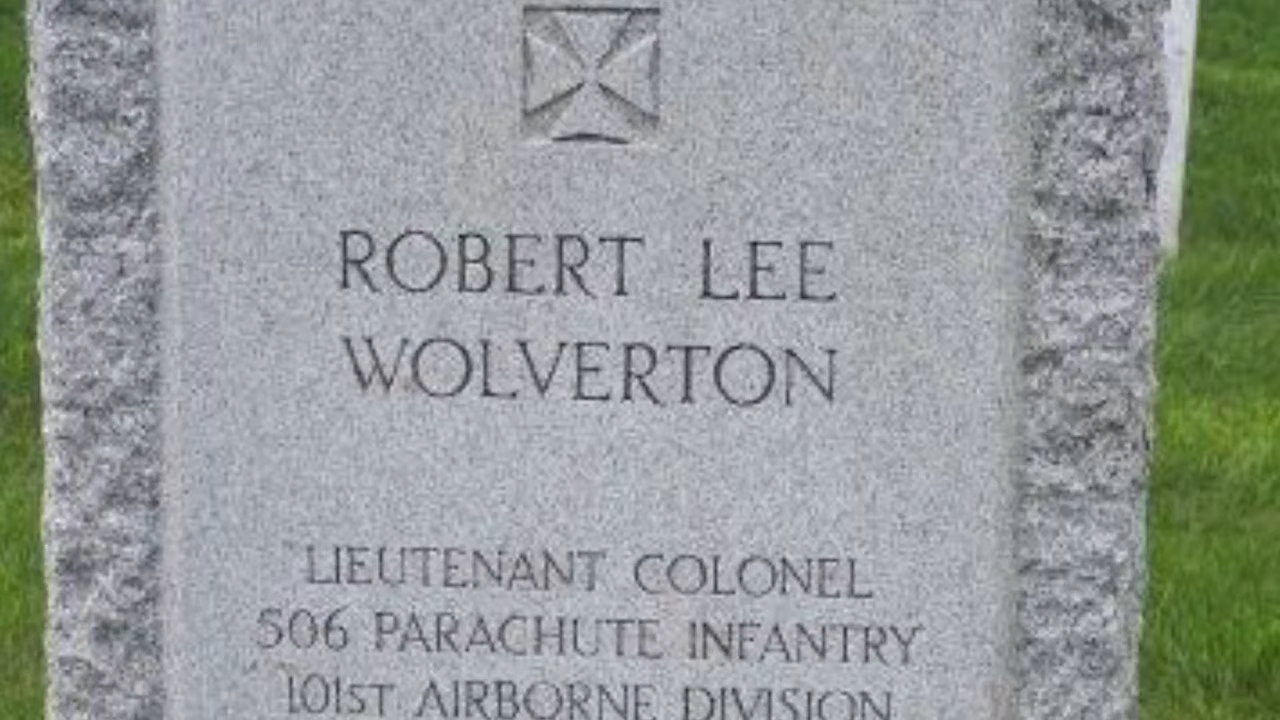 ROBERT LEE
WOLVERTON
LIEUTENANT COLONEL
506 PARACHUTE INFANTRY
101ST AIRBORNE DIVISION